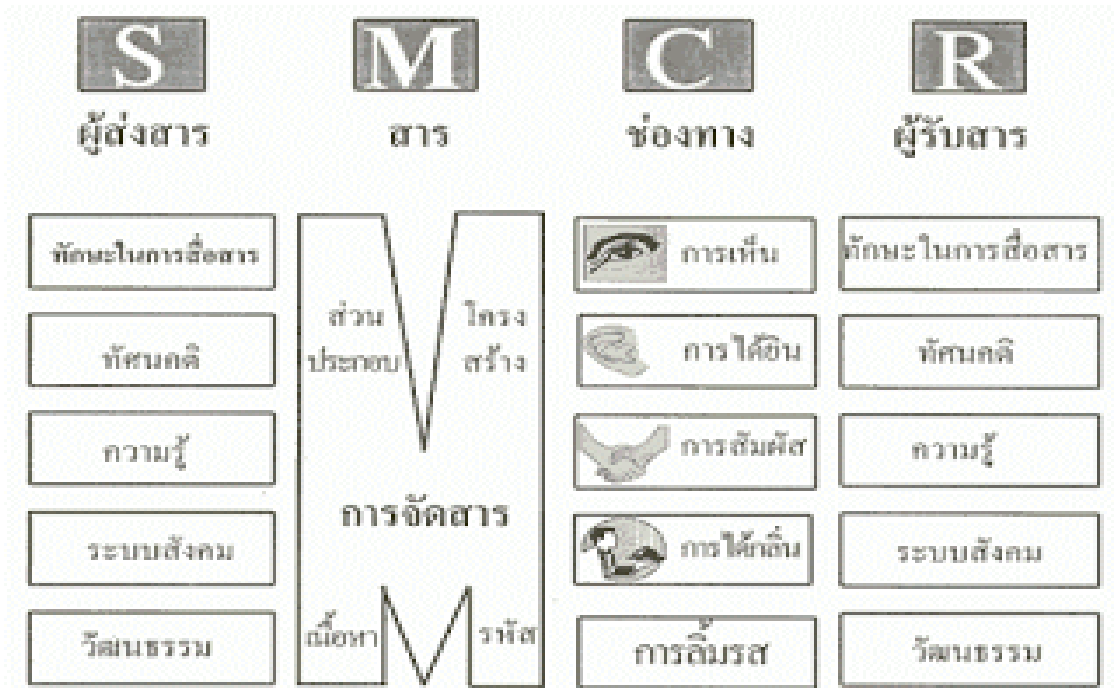 S M C R
ผู้ส่งสาร สาร ช่องทาง ผู้รับสาร
ทักษะในการสื่อสาร
ทัศนคติ
ความรู้
ระบบสังคม
วัฒนธรรม
ส่วน
ประกอบ
โครง
สร้าง
การจัดสาร
เนื้อหา
รหัส
การเห็น
การได้ยิน
การสัมผัส
การได้กลิ่น
การลิ้มรส
ทักษะในการสื่อสาร
ทัศนคติ
ความรู้
ระบบสังคม
วัฒนธรรม